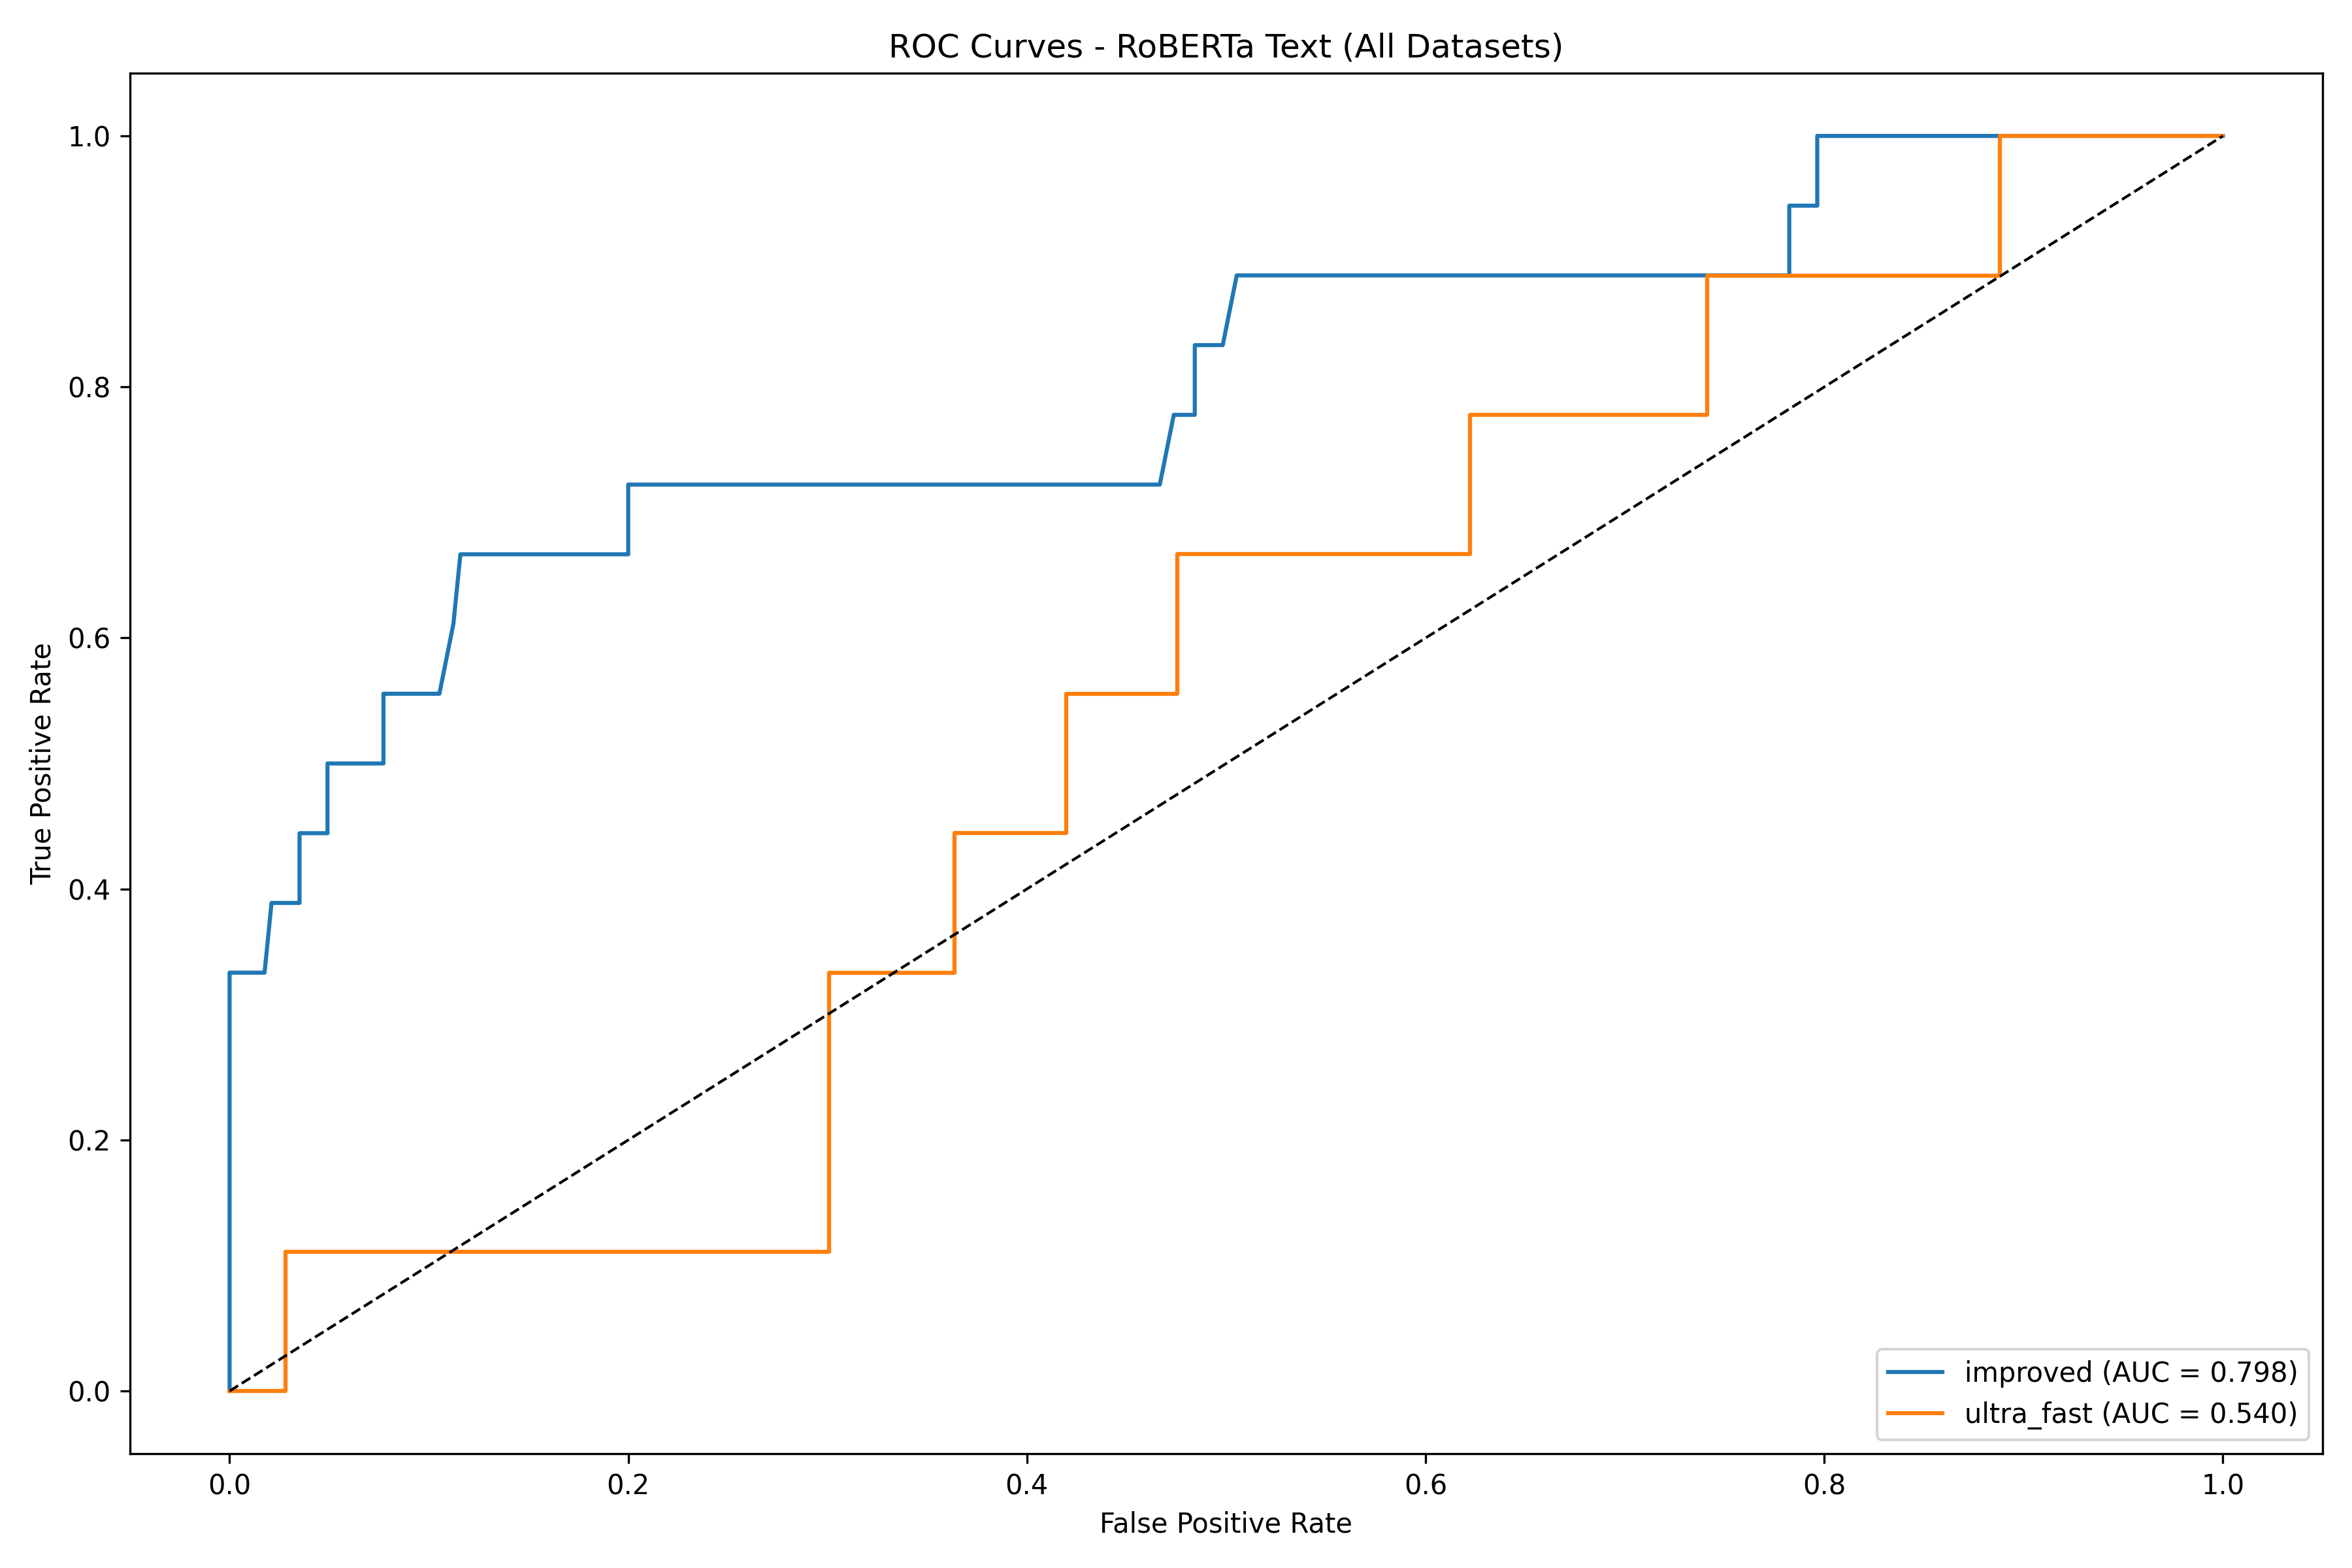 ROC Curves - RoBERTa Text (All Datasets)
True Positive Rate
1.0
0.8
0.6
0.4
0.2
0.0
0.0 0.2 0.4 0.6 0.8 1.0
False Positive Rate
improved (AUC = 0.798)
ultra_fast (AUC = 0.540)